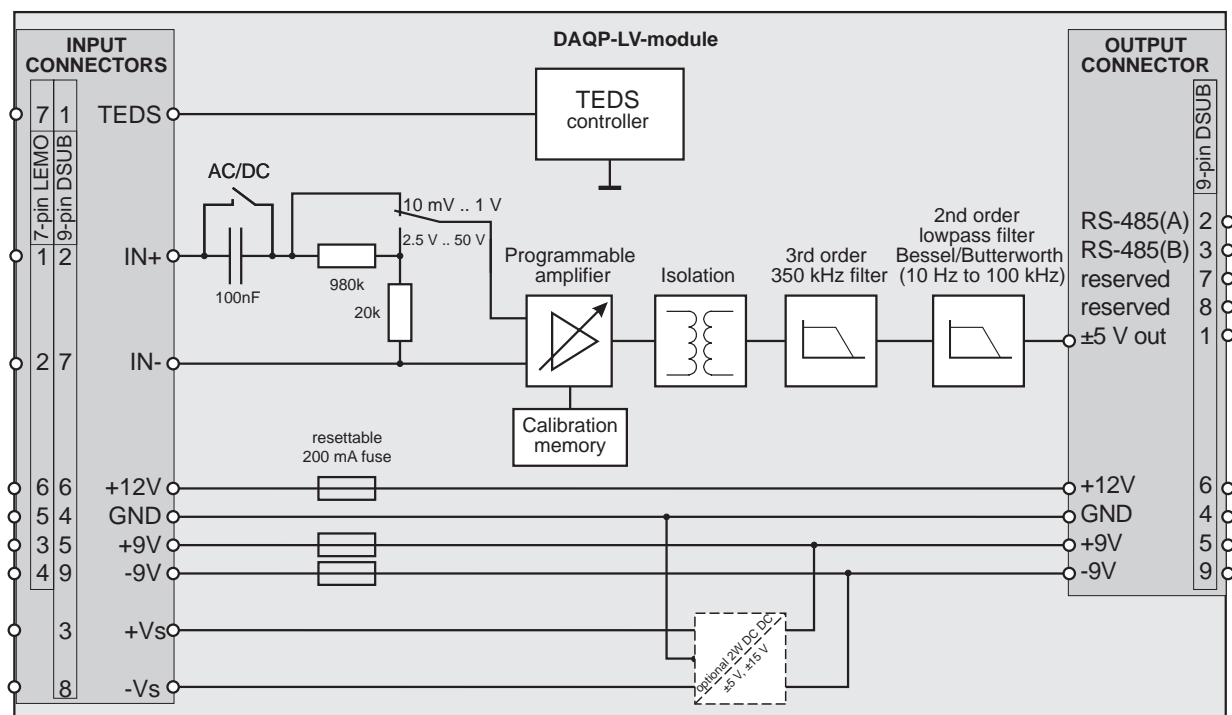 DAQP-LV-module
INPUT
CONNECTORS
7-pin LEMO
9-pin DSUB
7 1 TEDS
1 2 IN+
2 7 IN-
6 6 +12V
5 4 GND
3 5 +9V
4 9 -9V
3 +Vs
8 -Vs
TEDS
controller
AC/DC
100nF
980k
20k
10 mV .. 1 V
2.5 V .. 50 V
Programmable
amplifier
Calibration
memory
Isolation
3rd order
350 kHz filter
2nd order
lowpass filter
Bessel/Butterworth
(10 Hz to 100 kHz)
resettable
200 mA fuse
optional 2W DC DC
±5 V, ±15 V
OUTPUT
CONNECTOR
9-pin DSUB
RS-485(A) 2
RS-485(B) 3
reserved 7
reserved 8
±5 V out 1
+12V 6
GND 4
+9V 5
-9V 9